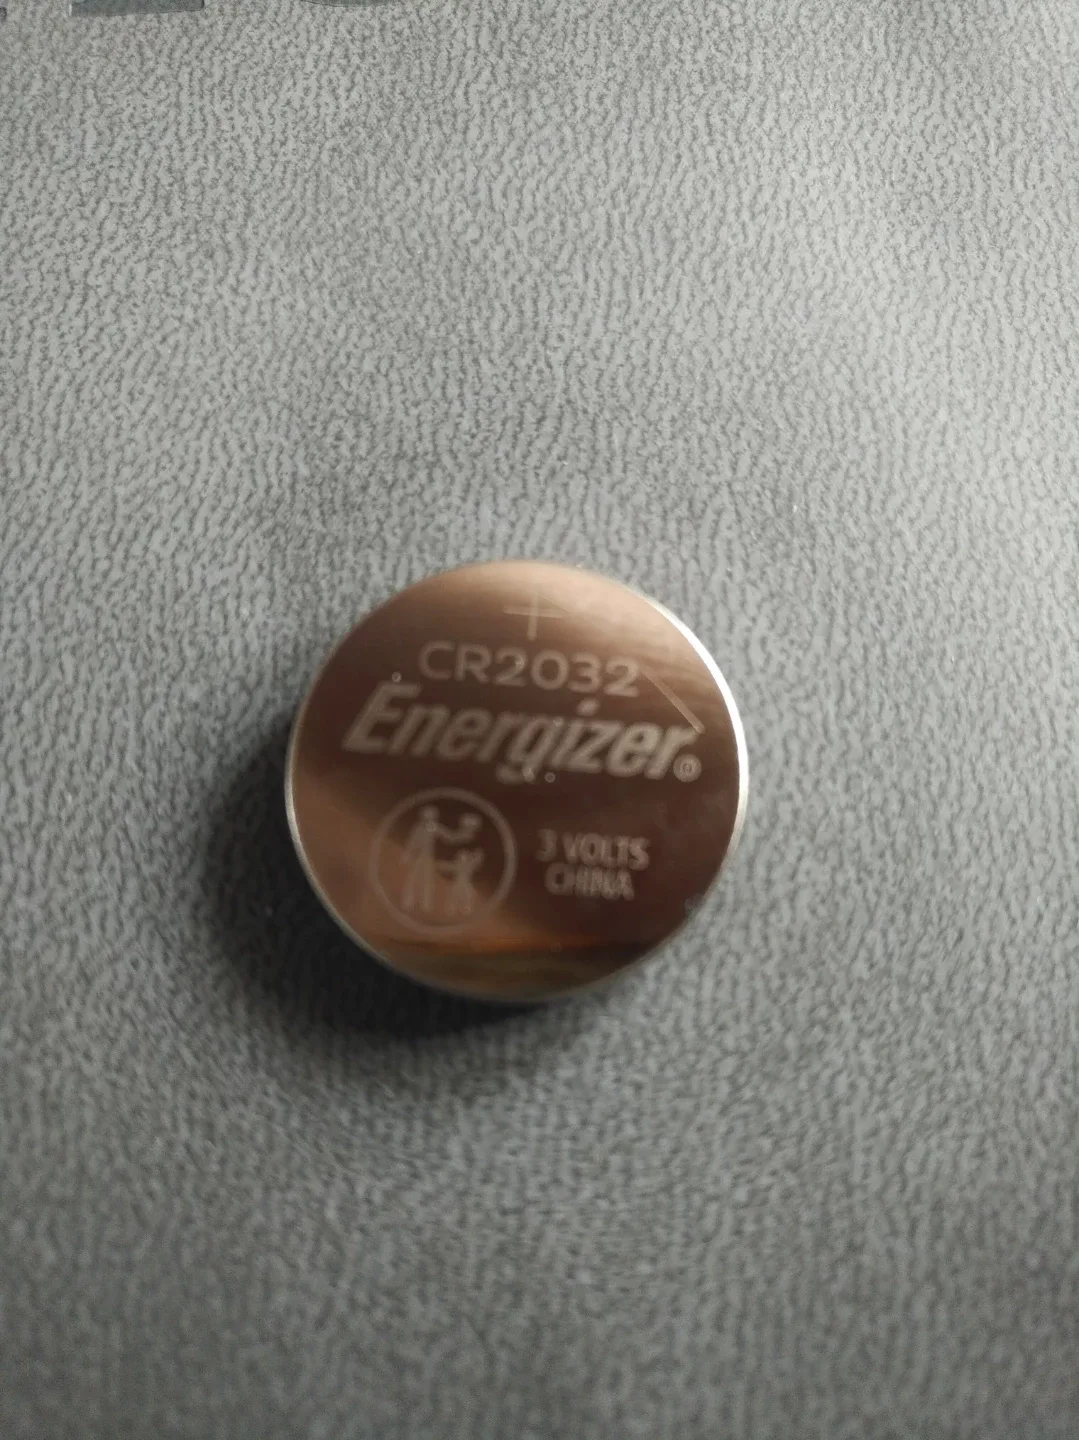 +
CR2032
Energizer®
3 VOLTS
CHINA